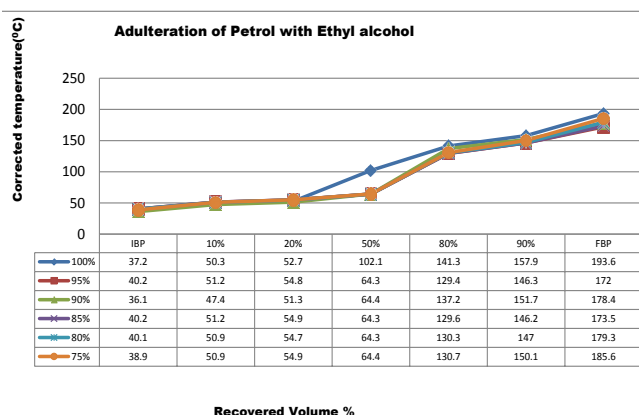 Adulteration of Petrol with Ethyl alcohol
Corrected temperature(⁰C)
250
200
150
100
50
0
IBP 10% 20% 50% 80% 90% FBP
100% 37.2 50.3 52.7 102.1 141.3 157.9 193.6
95% 40.2 51.2 54.8 64.3 129.4 146.3 172
90% 36.1 47.4 51.3 64.4 137.2 151.7 178.4
85% 40.2 51.2 54.9 64.3 129.6 146.2 173.5
80% 40.1 50.9 54.7 64.3 130.3 147 179.3
75% 38.9 50.9 54.9 64.4 130.7 150.1 185.6
Recovered Volume %